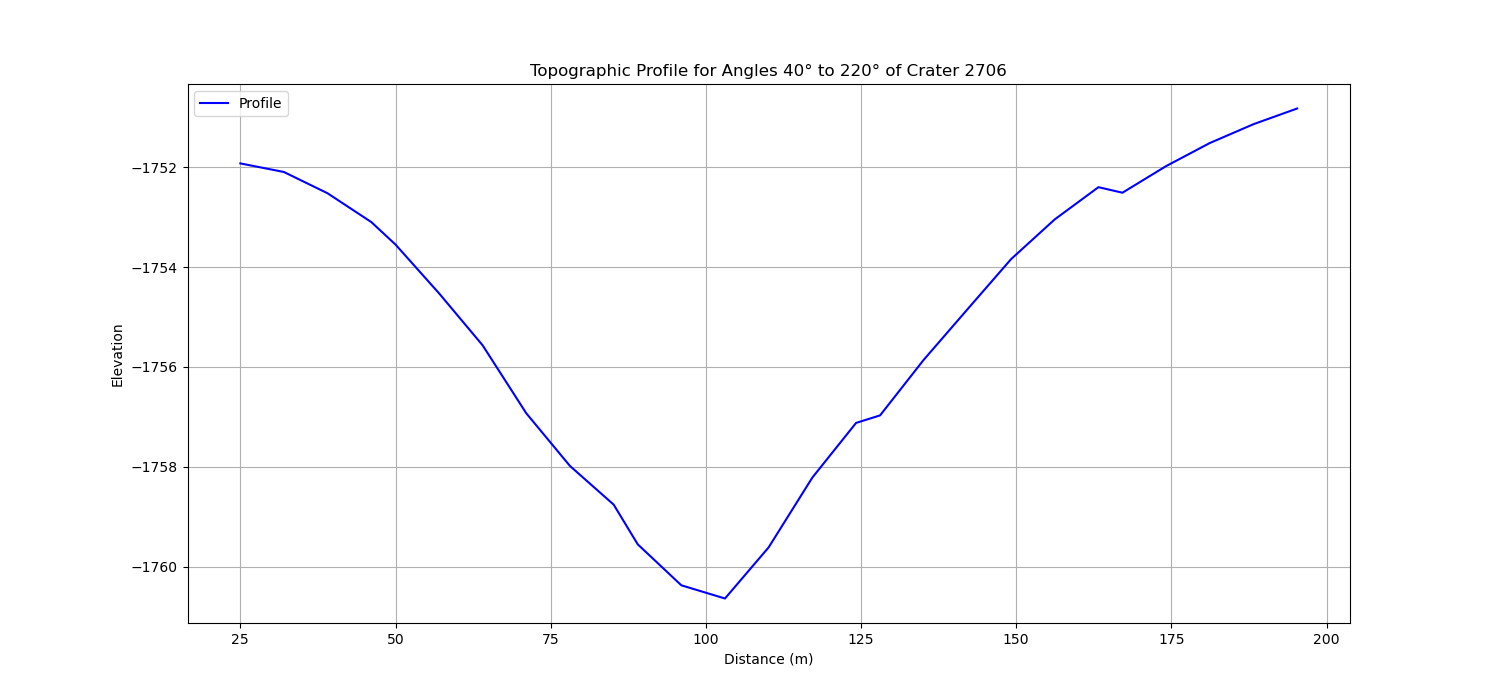 Topographic Profile for Angles 40° to 220° of Crater 2706
Profile
Elevation
−1752
−1754
−1756
−1758
−1760
25 50 75 100 125 150 175 200
Distance (m)